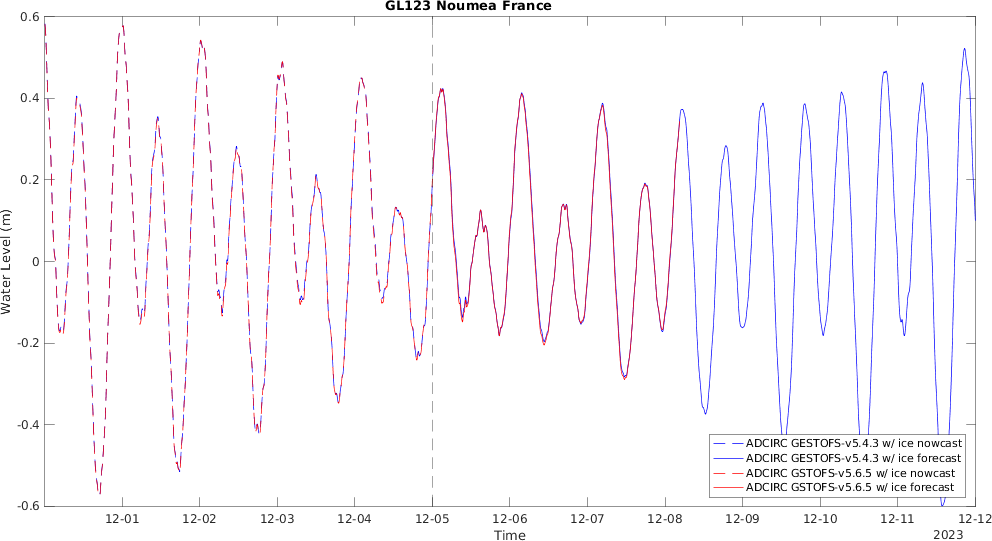 GL123 Noumea France
0.6
0.4
0.2
0
-0.2
-0.4
-0.6
Water Level (m)
12-01 12-02 12-03 12-04 12-05 12-06 12-07 12-08 12-09 12-10 12-11 12-12
Time
2023
ADCIRC GESTOFS-v5.4.3 w/ ice nowcast
ADCIRC GESTOFS-v5.4.3 w/ ice forecast
ADCIRC GSTOFS-v5.6.5 w/ ice nowcast
ADCIRC GSTOFS-v5.6.5 w/ ice forecast